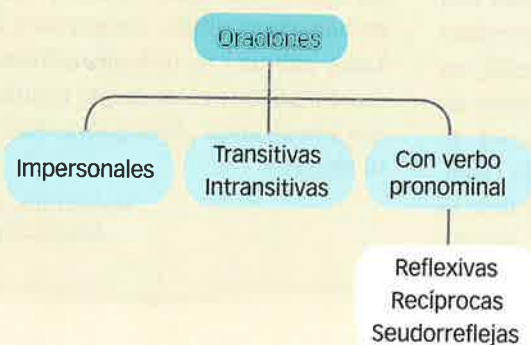 Oraciones
Impersonales
Transitivas
Intransitivas
Con verbo
pronominal
Reflexivas
Recíprocas
Seudorreflejas